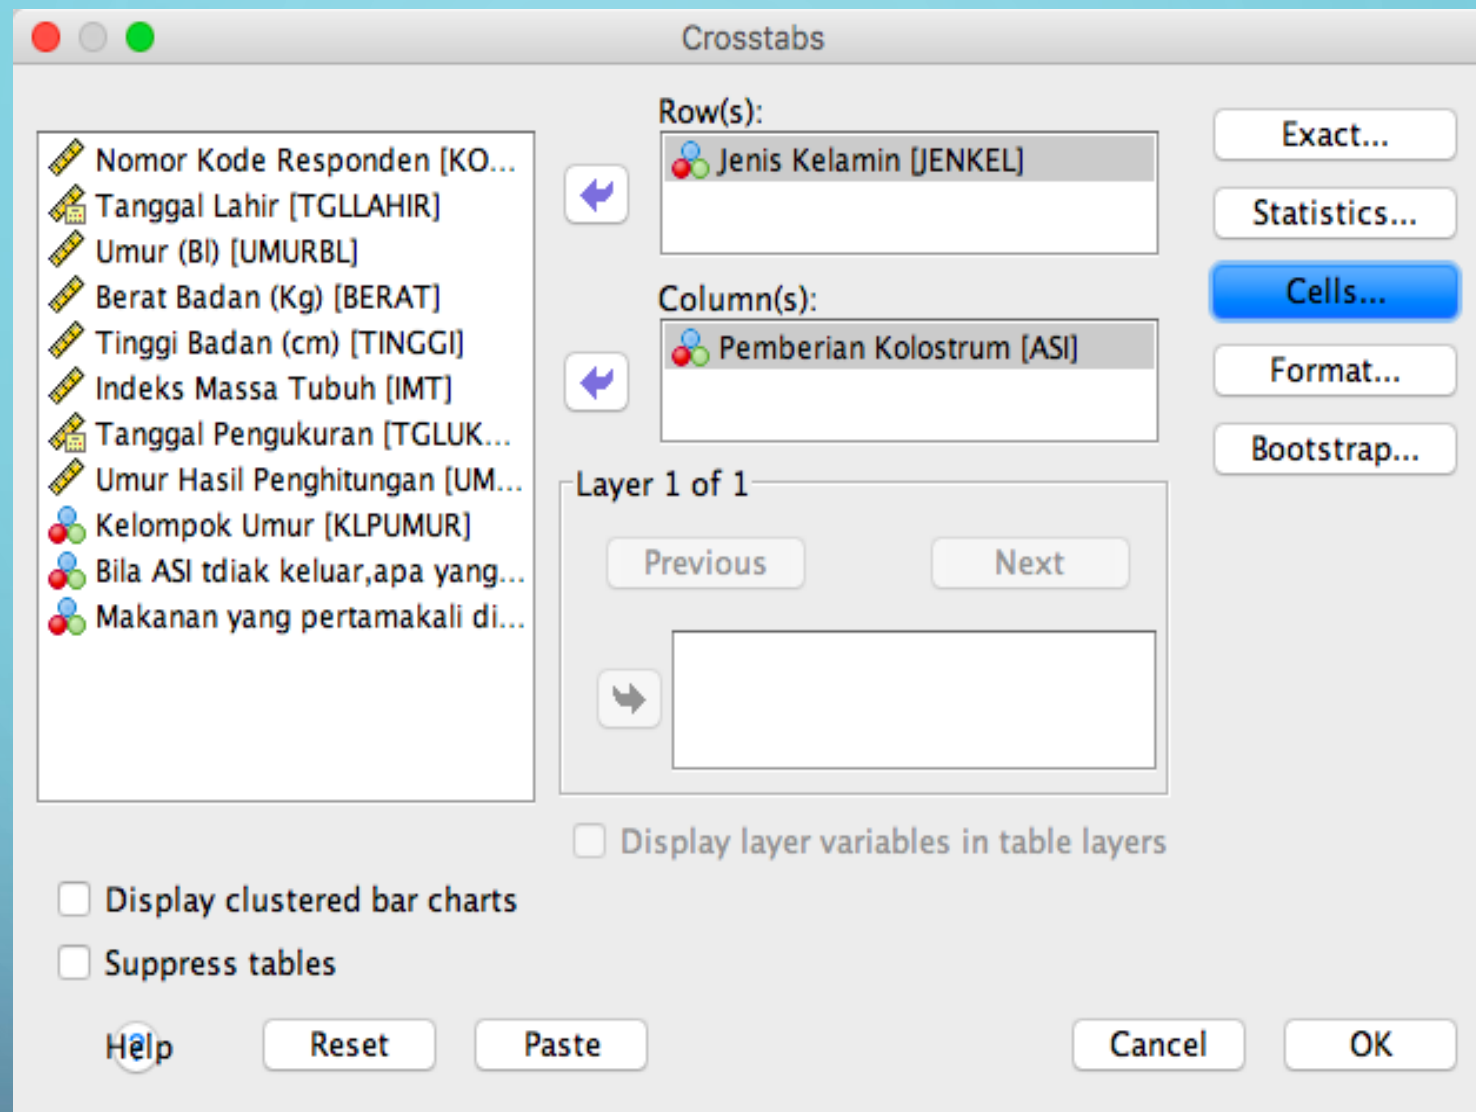 Crosstabs
Nomor Kode Responden [KO...
Tanggal Lahir [TGLLAHIR]
Umur (Bl) [UMURBL]
Berat Badan (Kg) [BERAT]
Tinggi Badan (cm) [TINGGI]
Indeks Massa Tubuh [IMT]
Tanggal Pengukuran [TGLUK...
Umur Hasil Penghitungan [UM...
Kelompok Umur [KLPUMUR]
Bila ASI tdiak keluar,apa yang...
Makanan yang pertamakali di...
Row(s):
Jenis Kelamin [JENKEL]
Column(s):
Pemberian Kolostrum [ASI]
Layer 1 of 1
Previous
Next
Display layer variables in table layers
Exact...
Statistics...
Cells...
Format...
Bootstrap...
Display clustered bar charts
Suppress tables
Help
Reset
Paste
Cancel
OK